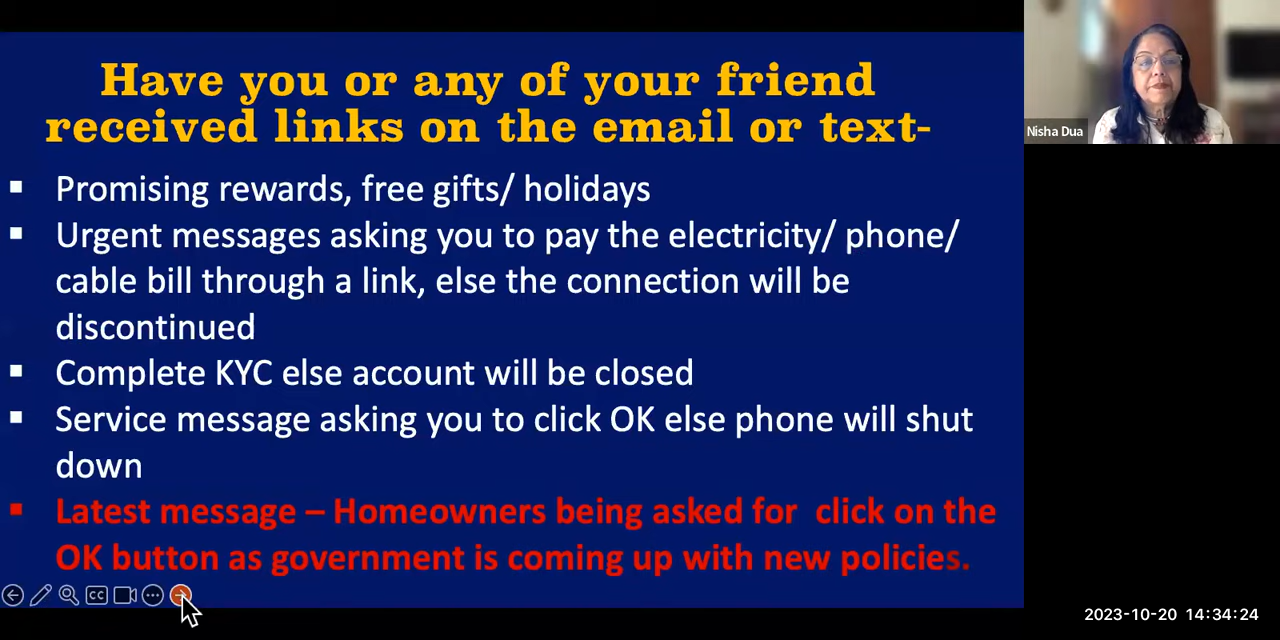 Have you or any of your friend
received links on the email or text-
▪ Promising rewards, free gifts/ holidays
▪ Urgent messages asking you to pay the electricity/ phone/
cable bill through a link, else the connection will be
discontinued
▪ Complete KYC else account will be closed
▪ Service message asking you to click OK else phone will shut
down
▪ Latest message – Homeowners being asked for  click on the
OK button as government is coming up with new policies.
CC
Nisha Dua
2023-10-20 14:34:24